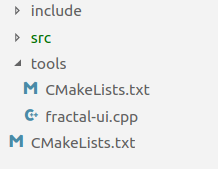 include
src
tools
CMakeLists.txt
fractal-ui.cpp
CMakeLists.txt